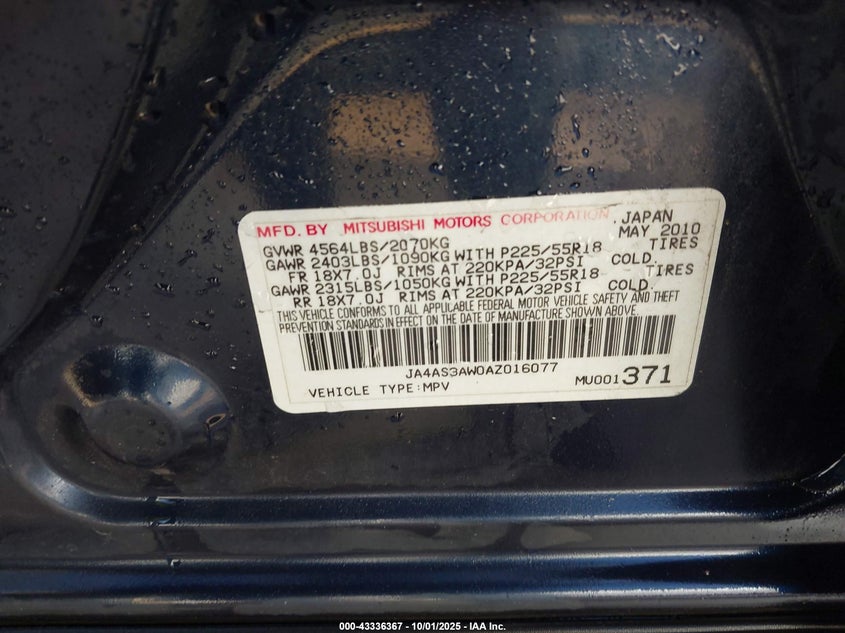 MFD. BY MITSUBISHI MOTORS CORPORATION, JAPAN
MAY 2010
GVWR 4564LBS/2070KG
GAWR 2403LBS/1090KG WITH P225/55R18 TIRES
FR 18X7.0J RIMS AT 220KPA/32PSI COLD.
GAWR 2315LBS/1050KG WITH P225/55R18 TIRES
RR 18X7.0J RIMS AT 220KPA/32PSI COLD.
THIS VEHICLE CONFORMS TO ALL APPLICABLE FEDERAL MOTOR VEHICLE SAFETY AND THEFT
PREVENTION STANDARDS IN EFFECT ON THE DATE OF MANUFACTURE SHOWN ABOVE.
JA4AS3AW0AZ016077
VEHICLE TYPE:MPV MU001371
000-43336367 - 10/01/2025 - IAA Inc.